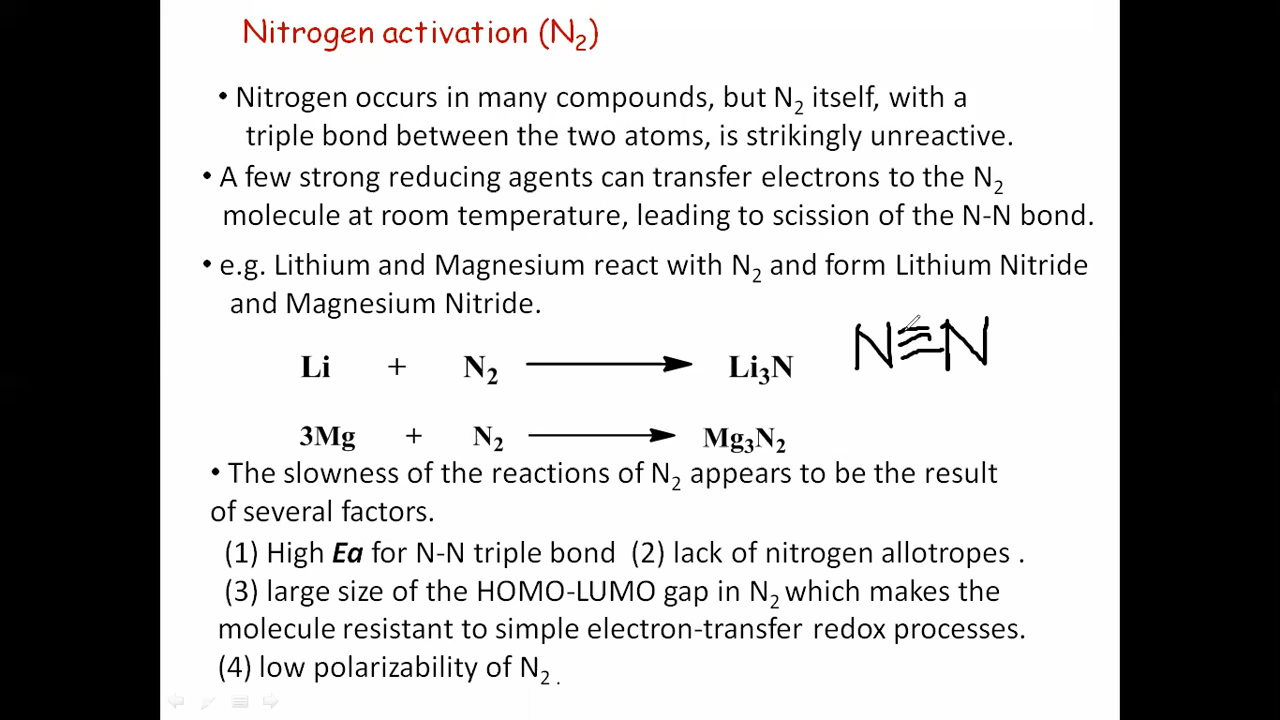 Nitrogen activation (N₂)
• Nitrogen occurs in many compounds, but N₂ itself, with a
triple bond between the two atoms, is strikingly unreactive.
• A few strong reducing agents can transfer electrons to the N₂
molecule at room temperature, leading to scission of the N-N bond.
• e.g. Lithium and Magnesium react with N₂ and form Lithium Nitride
and Magnesium Nitride.
N≡N
Li + N₂ ⟶ Li₃N
3Mg + N₂ ⟶ Mg₃N₂
• The slowness of the reactions of N₂ appears to be the result
of several factors.
(1) High Ea for N-N triple bond (2) lack of nitrogen allotropes .
(3) large size of the HOMO-LUMO gap in N₂ which makes the
molecule resistant to simple electron-transfer redox processes.
(4) low polarizability of N₂ .